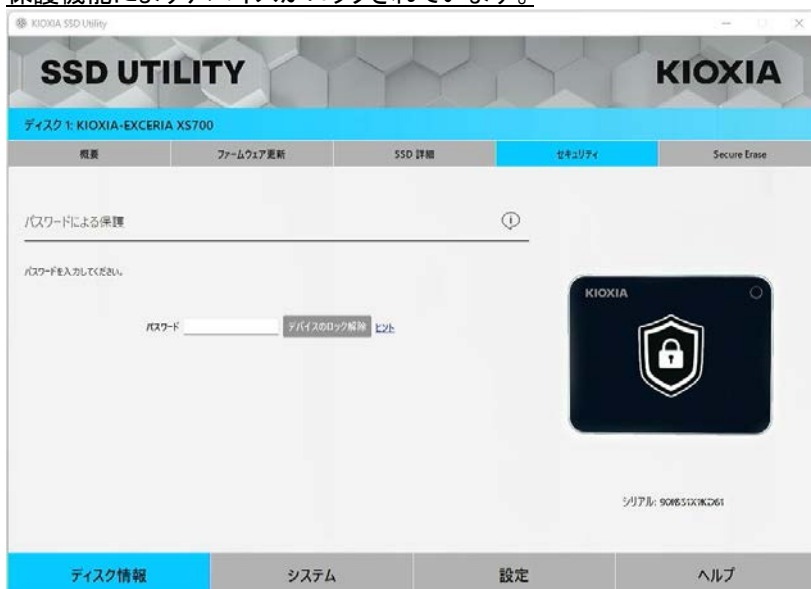 保護機能によりデバイスがロックされています。
KIOXIA SSD Utility
SSD UTILITY
KIOXIA
ディスク 1: KIOXIA-EXCERIA XS700
概要
ファームウェア更新
SSD 詳細
セキュリティ
Secure Erase
パスワードによる保護
パスワードを入力してください。
パスワード
デバイスのロック解除
ヒント
KIOXIA
シリアル:
ディスク情報
システム
設定
ヘルプ